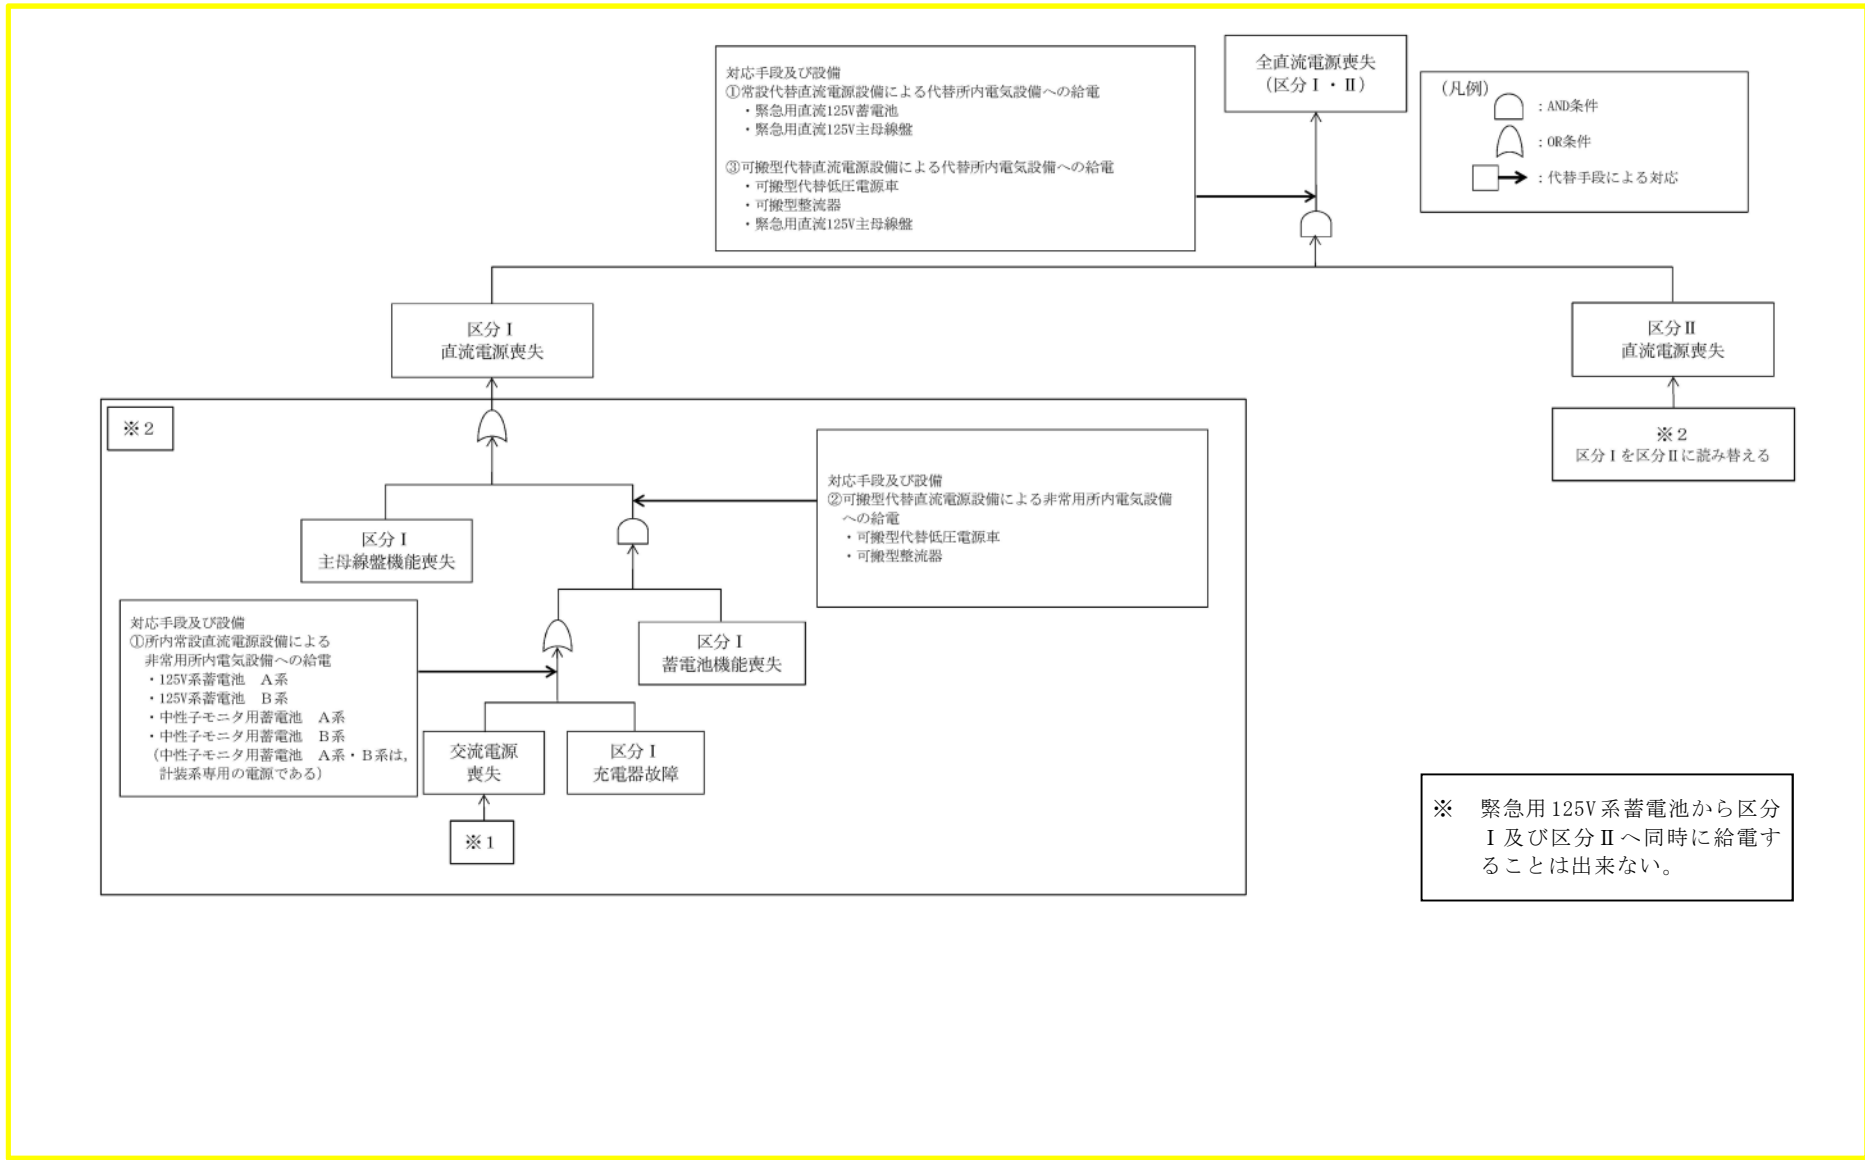 対応手段及び設備
①常設代替直流電源設備による代替所内電気設備への給電
・緊急用直流125V蓄電池
・緊急用直流125V主母線盤
③可搬型代替直流電源設備による代替所内電気設備への給電
・可搬型代替低圧電源車
・可搬型整流器
・緊急用直流125V主母線盤
全直流電源喪失
(区分Ⅰ・Ⅱ)
(凡例)
:AND条件
:OR条件
:代替手段による対応
区分Ⅰ
直流電源喪失
区分Ⅱ
直流電源喪失
※2
※2
区分Ⅰを区分Ⅱに読み替える
対応手段及び設備
②可搬型代替直流電源設備による非常用所内電気設備
への給電
・可搬型代替低圧電源車
・可搬型整流器
区分Ⅰ
主母線盤機能喪失
対応手段及び設備
①所内常設直流電源設備による
非常用所内電気設備への給電
・125V系蓄電池 A系
・125V系蓄電池 B系
・中性子モニタ用蓄電池 A系
・中性子モニタ用蓄電池 B系
(中性子モニタ用蓄電池 A系・B系は,
計装系専用の電源である)
区分Ⅰ
蓄電池機能喪失
交流電源
喪失
区分Ⅰ
充電器故障
※1
※ 緊急用125V系蓄電池から区分
Ⅰ及び区分Ⅱへ同時に給電す
ることは出来ない。